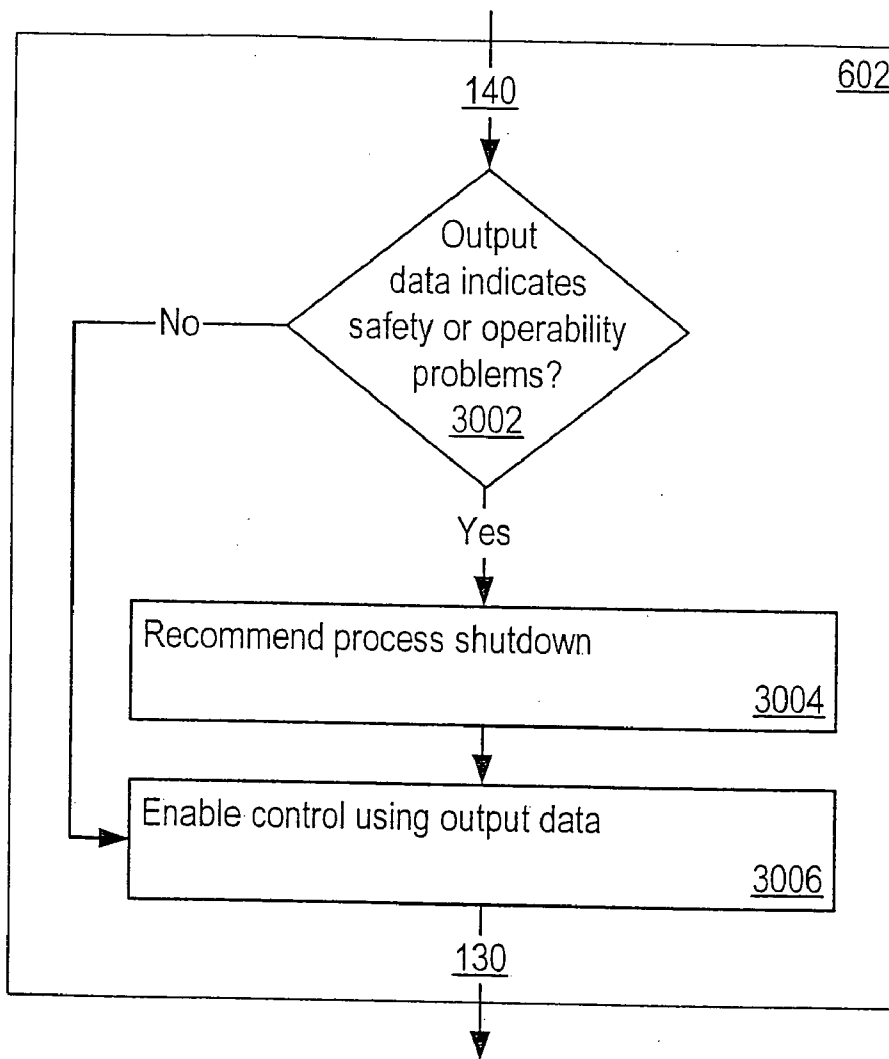 602
140
Output
data indicates
safety or operability
problems?
3002
No
Yes
Recommend process shutdown
3004
Enable control using output data
3006
130